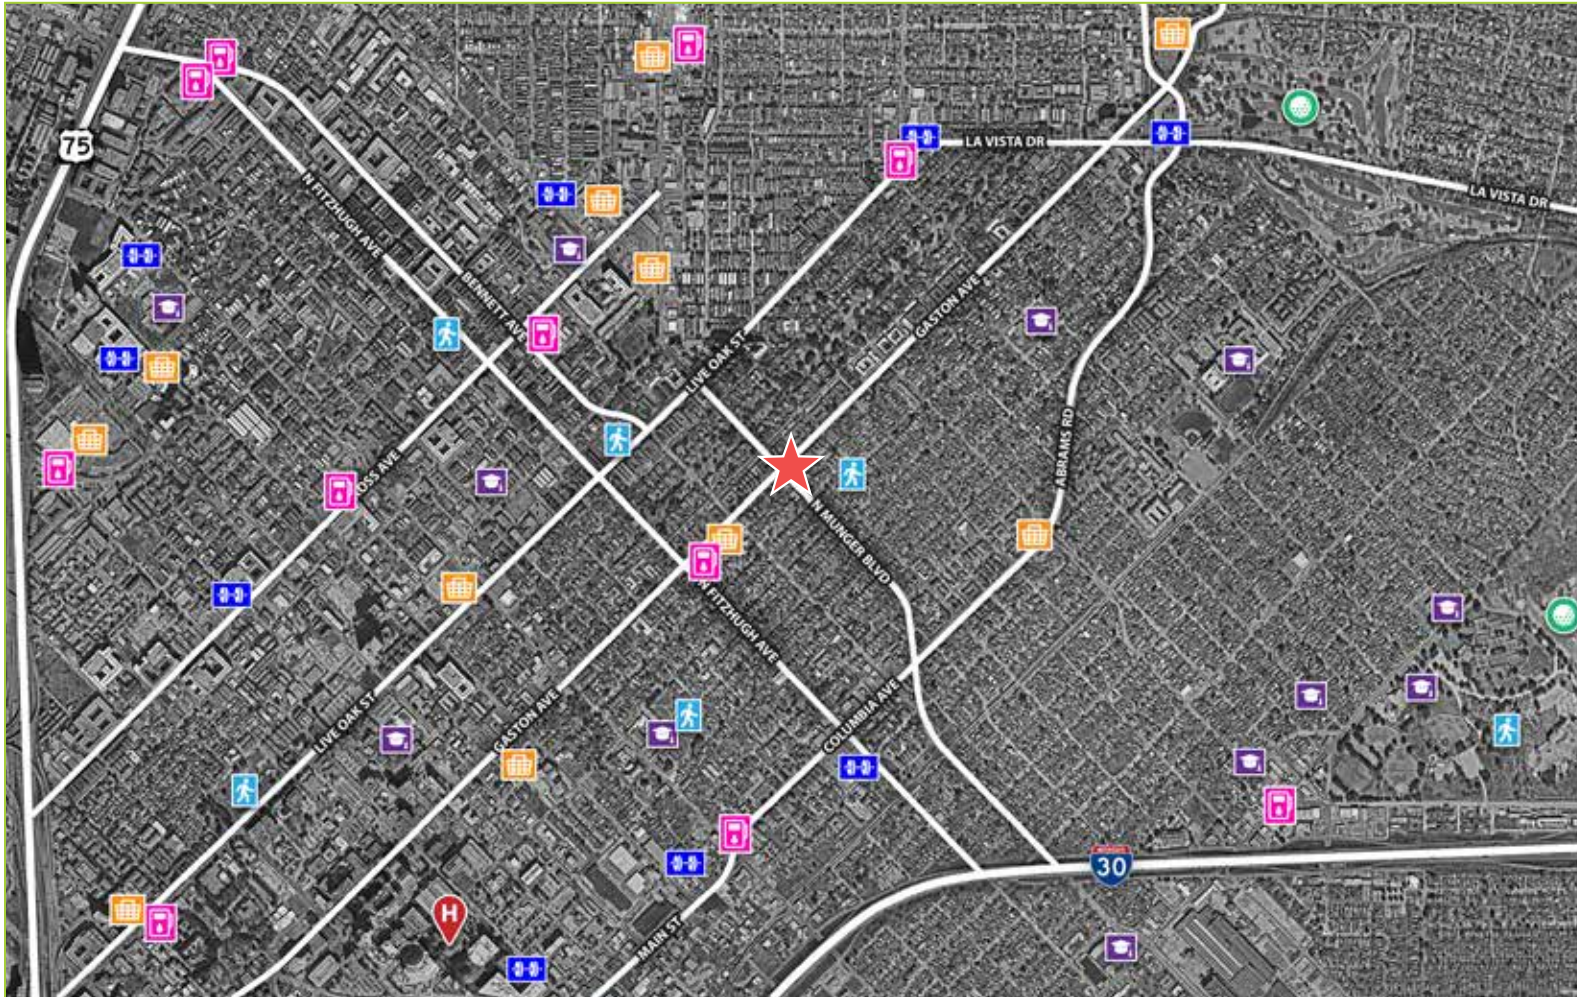 75
LA VISTA DR
LA VISTA DR
N FITZHUGH AVE
BENNETT AVE
GASTON AVE
LIVE OAK ST
ABRAMS RD
OSS AVE
N MUNGER BLVD
N FITZHUGH AVE
COLUMBIA AVE
LIVE OAK ST
GASTON AVE
30
H
MAIN ST